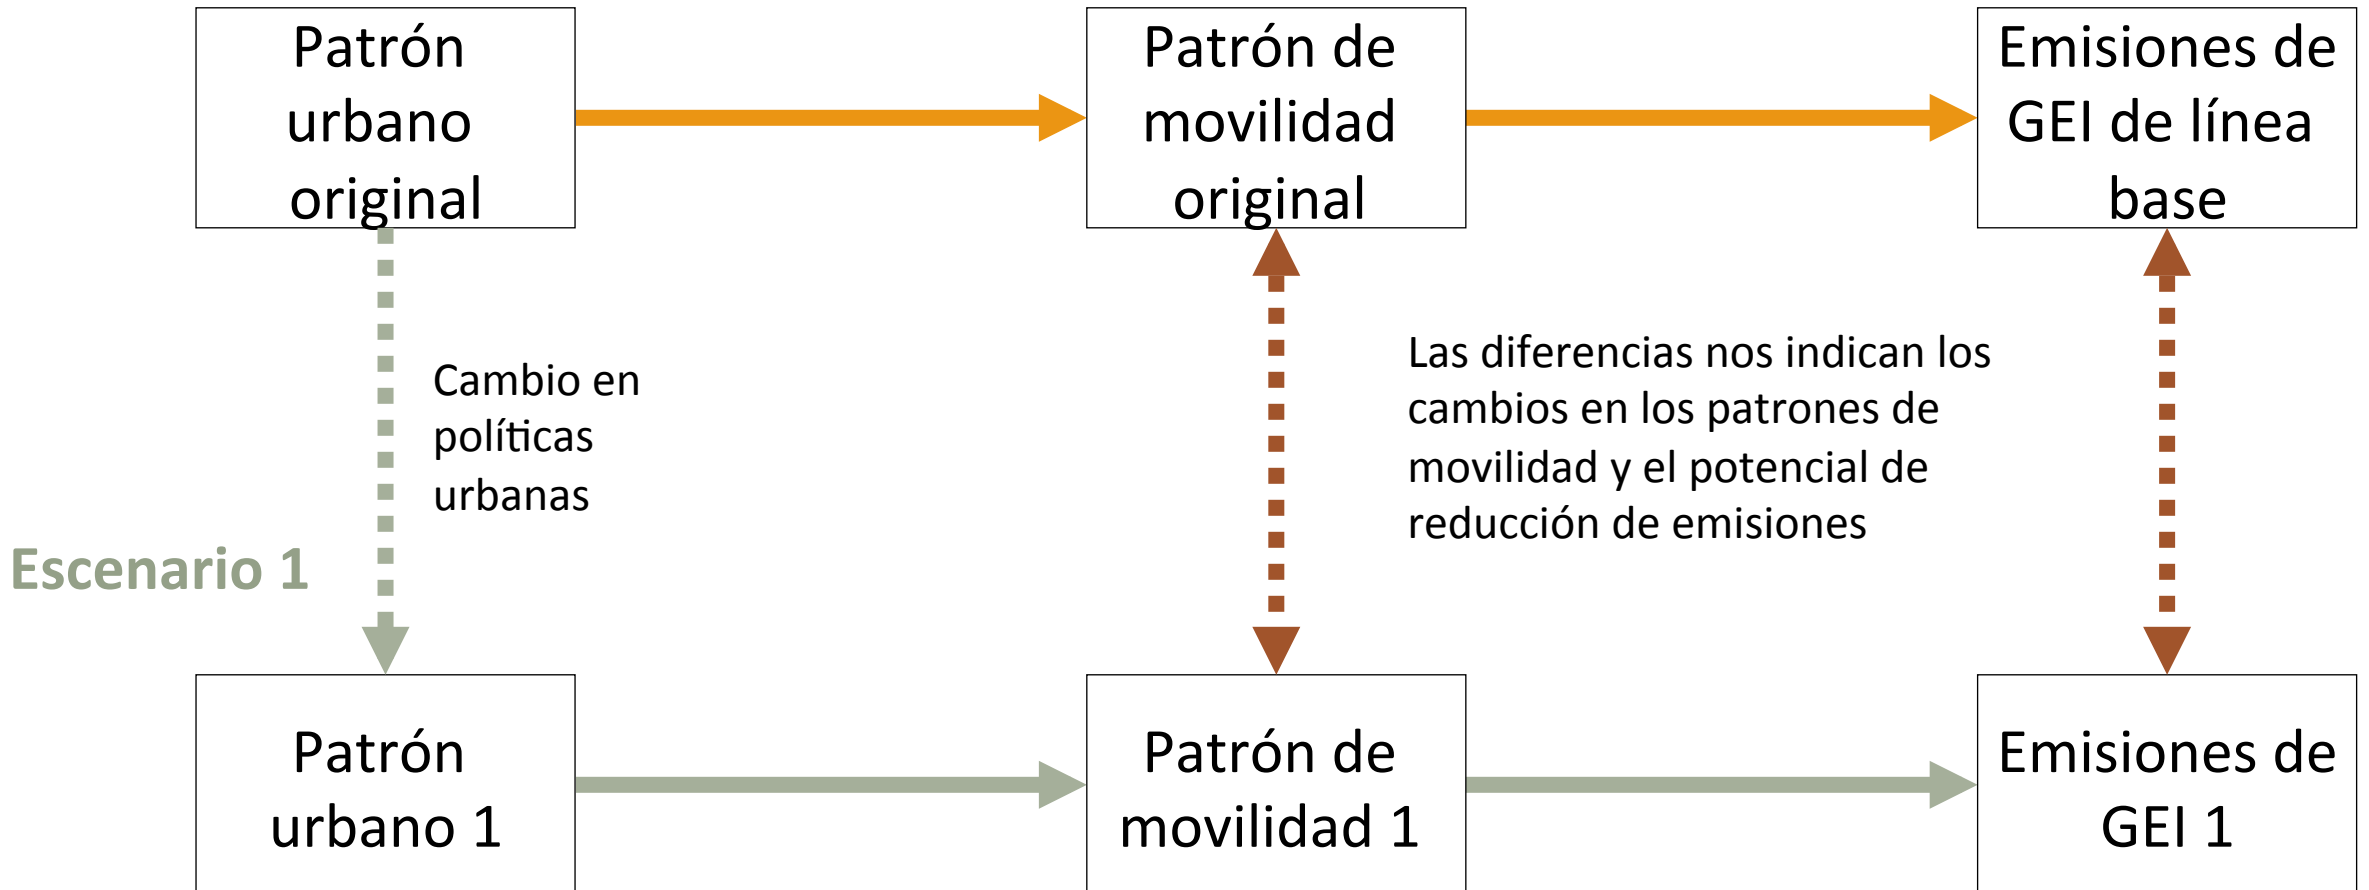 Patrón
urbano
original
Patrón de
movilidad
original
Emisiones de
GEI de línea
base
Cambio en
políticas
urbanas
Las diferencias nos indican los
cambios en los patrones de
movilidad y el potencial de
reducción de emisiones
Escenario 1
Patrón
urbano 1
Patrón de
movilidad 1
Emisiones de
GEI 1